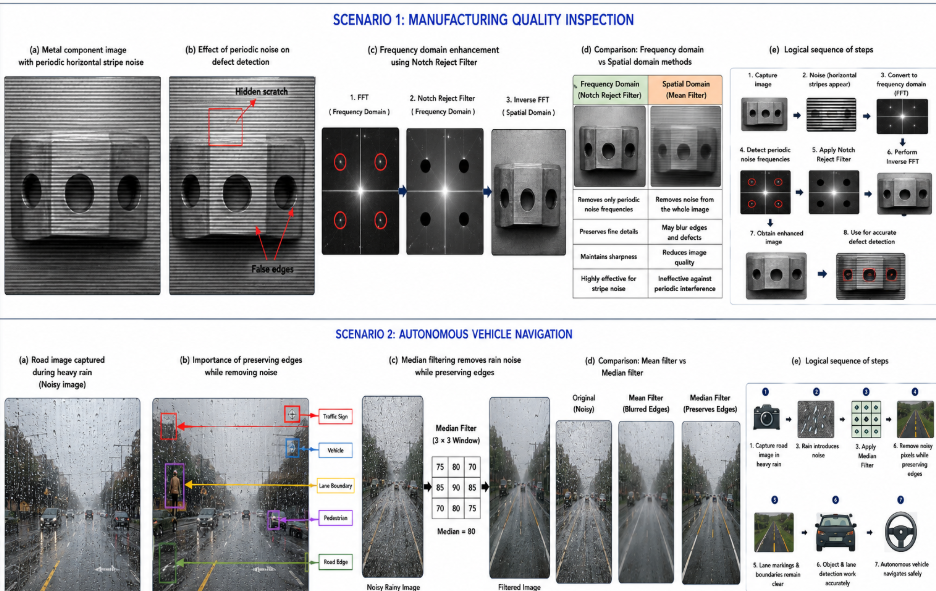 SCENARIO 1: MANUFACTURING QUALITY INSPECTION
(a) Metal component image
with periodic horizontal stripe noise
(b) Effect of periodic noise on
defect detection
Hidden scratch
False edges
(c) Frequency domain enhancement
using Notch Reject Filter
1. FFT
( Frequency Domain )
2. Notch Reject Filter
( Frequency Domain )
3. Inverse FFT
( Spatial Domain )
(d) Comparison: Frequency domain
vs Spatial domain methods
Frequency Domain
(Notch Reject Filter)
Spatial Domain
(Mean Filter)
Removes only periodic
noise frequencies
Removes noise from
the whole image
Preserves fine details
May blur edges
and defects
Maintains sharpness
Reduces image
quality
Highly effective for
stripe noise
Ineffective against
periodic interference
(e) Logical sequence of steps
1. Capture
image
2. Noise (horizontal
stripes appear)
3. Convert to
frequency domain
(FFT)
4. Detect periodic
noise frequencies
5. Apply Notch
Reject Filter
6. Perform
Inverse FFT
7. Obtain enhanced
image
8. Use for accurate
defect detection
SCENARIO 2: AUTONOMOUS VEHICLE NAVIGATION
(a) Road image captured
during heavy rain
(Noisy image)
(b) Importance of preserving edges
while removing noise
Traffic Sign
Vehicle
Lane Boundary
Pedestrian
Road Edge
(c) Median filtering removes rain noise
while preserving edges
Median Filter
(3 × 3 Window)
75 80 70
85 90 85
70 80 75
Median = 80
Noisy Rainy Image
Filtered Image
(d) Comparison: Mean filter vs
Median filter
Original
(Noisy)
Mean Filter
(Blurred Edges)
Median Filter
(Preserves Edges)
(e) Logical sequence of steps
1
2
3
4
1. Capture road
image in
heavy rain
2. Rain introduces
noise
3. Apply
Median
Filter
6. Remove noisy
pixels while
preserving
edges
5
6
7
5. Lane markings &
boundaries remain
clear
6. Object & lane
detection work
accurately
7. Autonomous vehicle
navigates safely